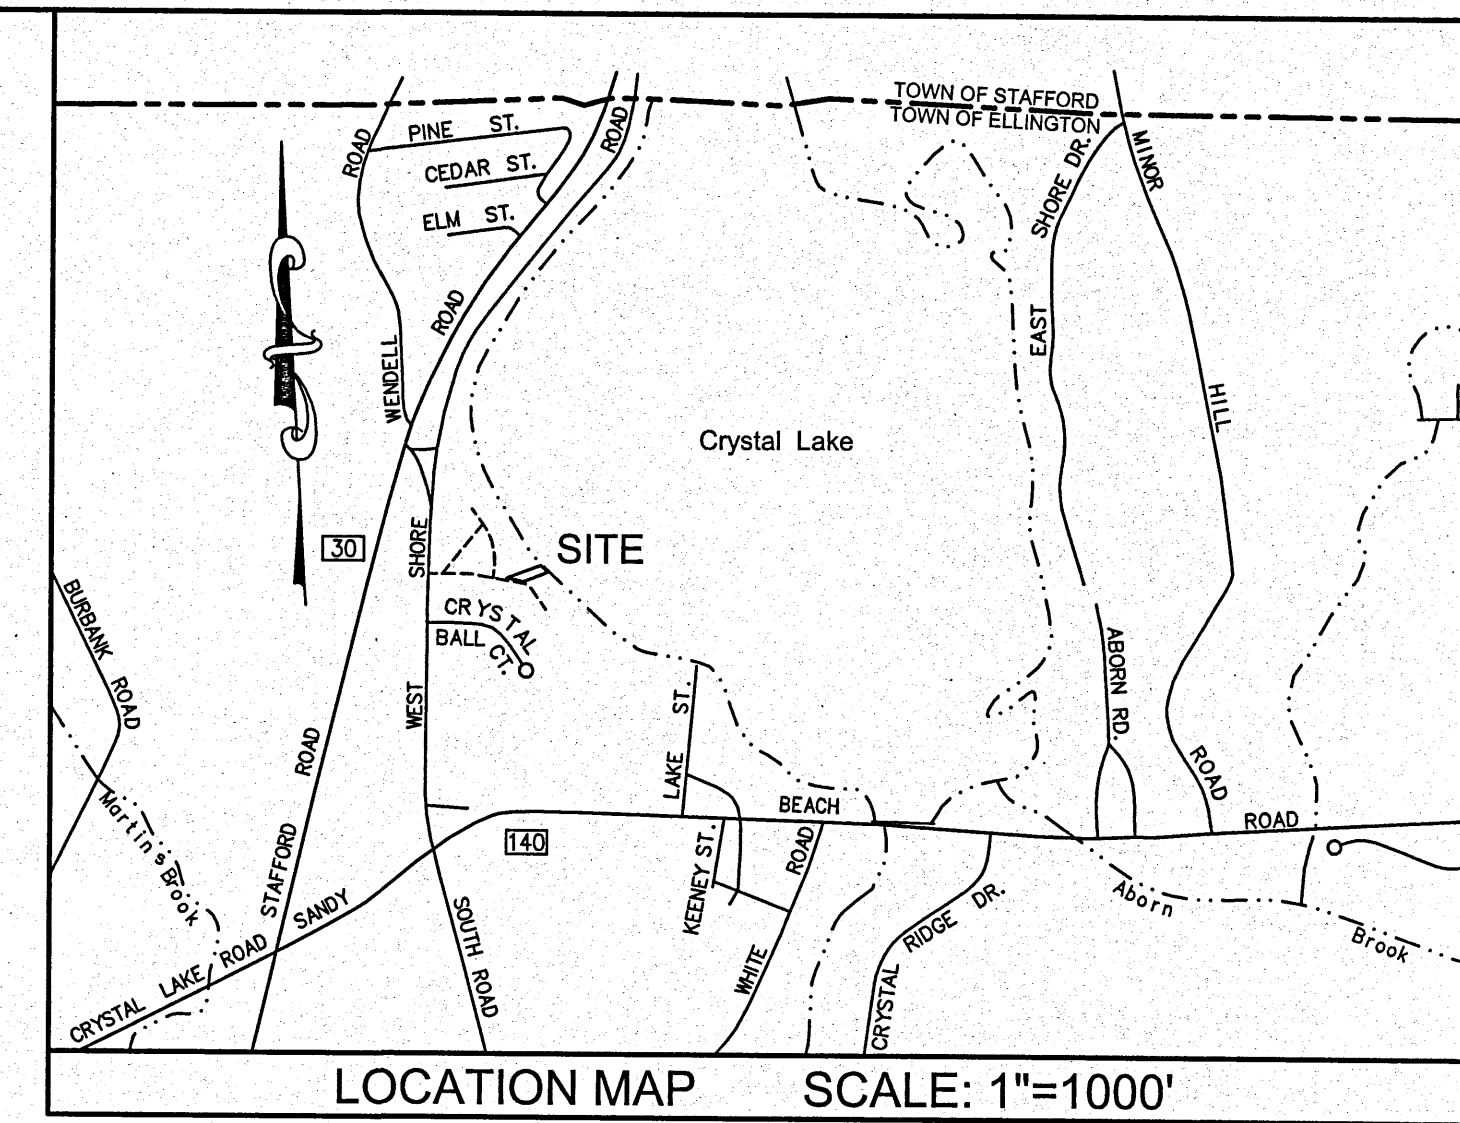 TOWN OF STAFFORD
TOWN OF ELLINGTON
PINE ST.
CEDAR ST.
ELM ST.
WENDELL ROAD
WEST SHORE ROAD
STAFFORD ROAD ROAD
EAST SHORE DR.
MINOR HILL ROAD
Crystal Lake
30
SITE
CRYSTAL
BALL CT.
BURBANK ROAD
ABORN RD.
LAKE ST.
Martins Brook
SANDY BEACH ROAD
140
KEENEY ST.
WHITE ROAD
CRYSTAL RIDGE DR.
SOUTH ROAD
CRYSTAL LAKE ROAD
Aborn Brook
LOCATION MAP SCALE: 1"=1000'